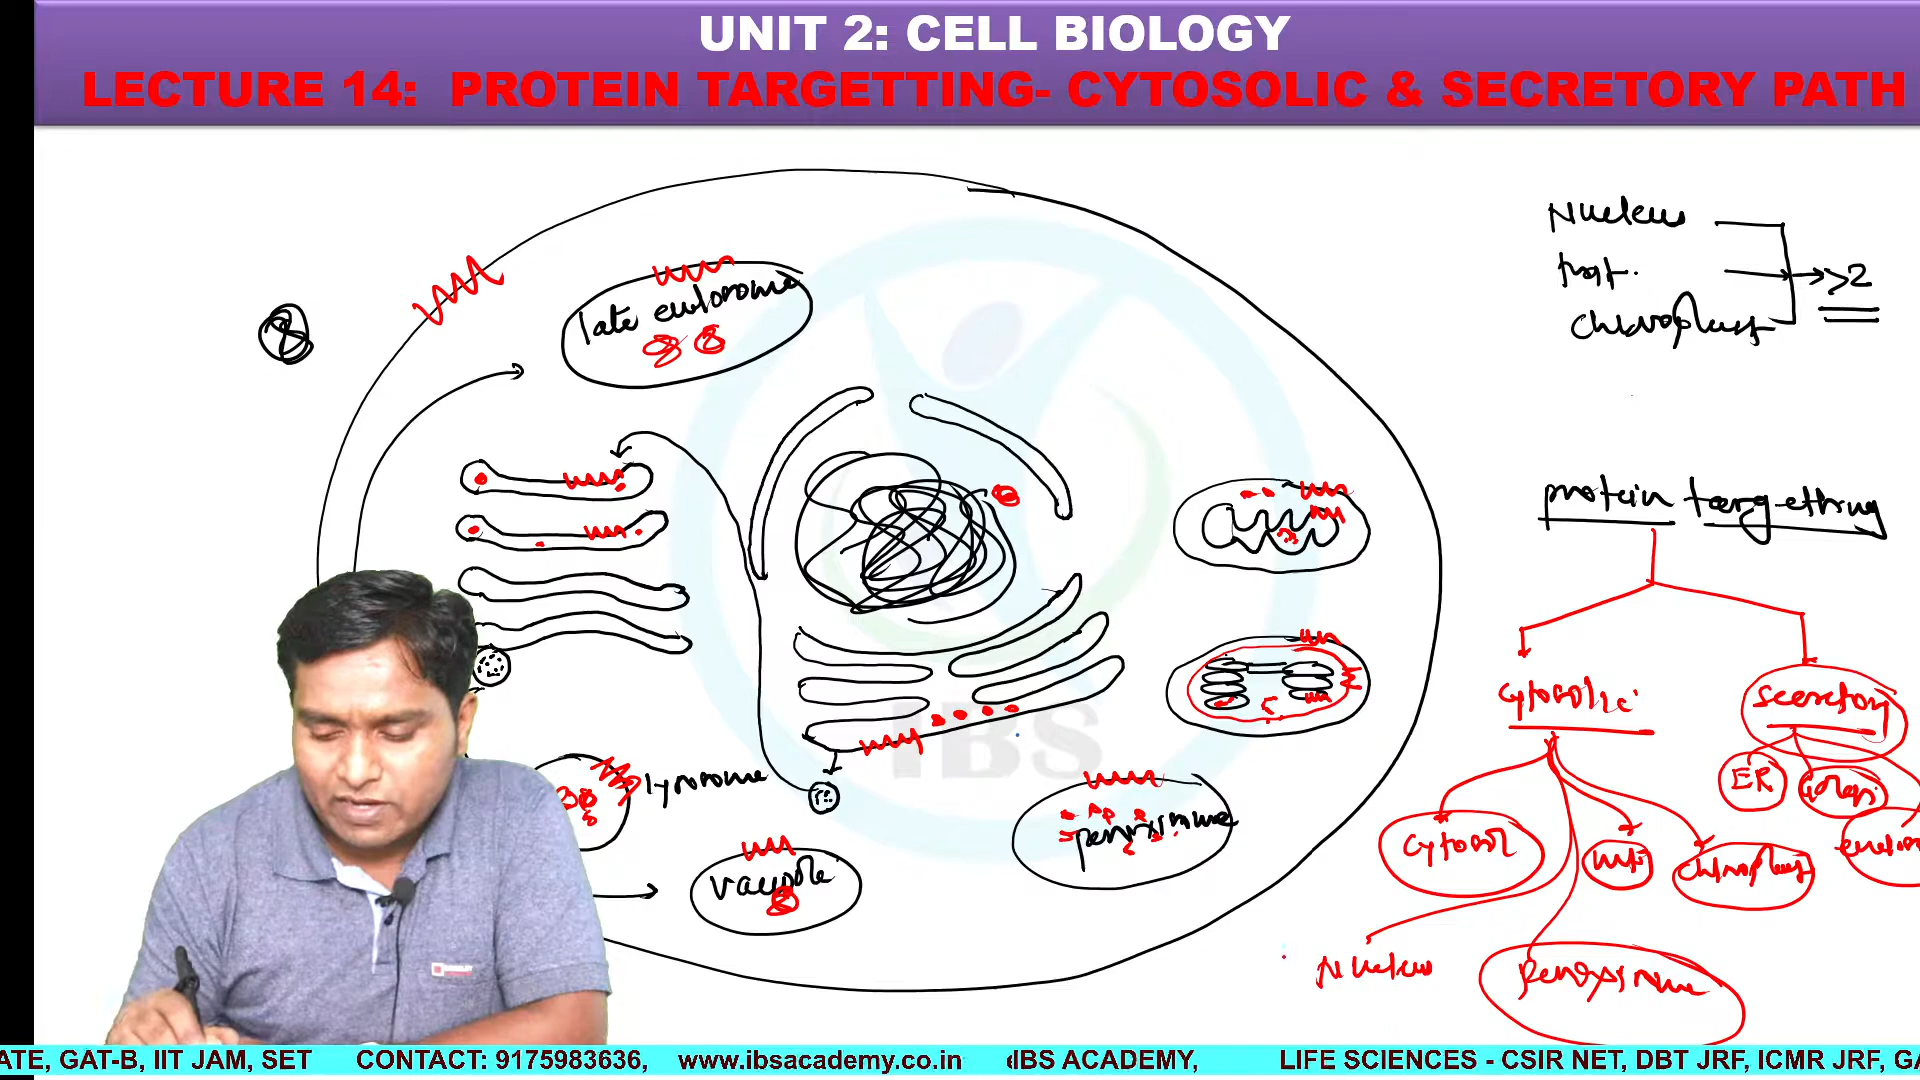 UNIT 2: CELL BIOLOGY
LECTURE 14: PROTEIN TARGETTING- CYTOSOLIC & SECRETORY PATH
Nucleus
>2
chloroplast
late endosome
protein targetting
cytosolic
secretory
ER
Golgi
lysosome
vacuole
peroxisome
cytosol
chloroplast
Nucleus
Peroxisome
IBS
ATE, GAT-B, IIT JAM, SET CONTACT: 9175983636, www.ibsacademy.co.in IBS ACADEMY, LIFE SCIENCES - CSIR NET, DBT JRF, ICMR JRF, GA